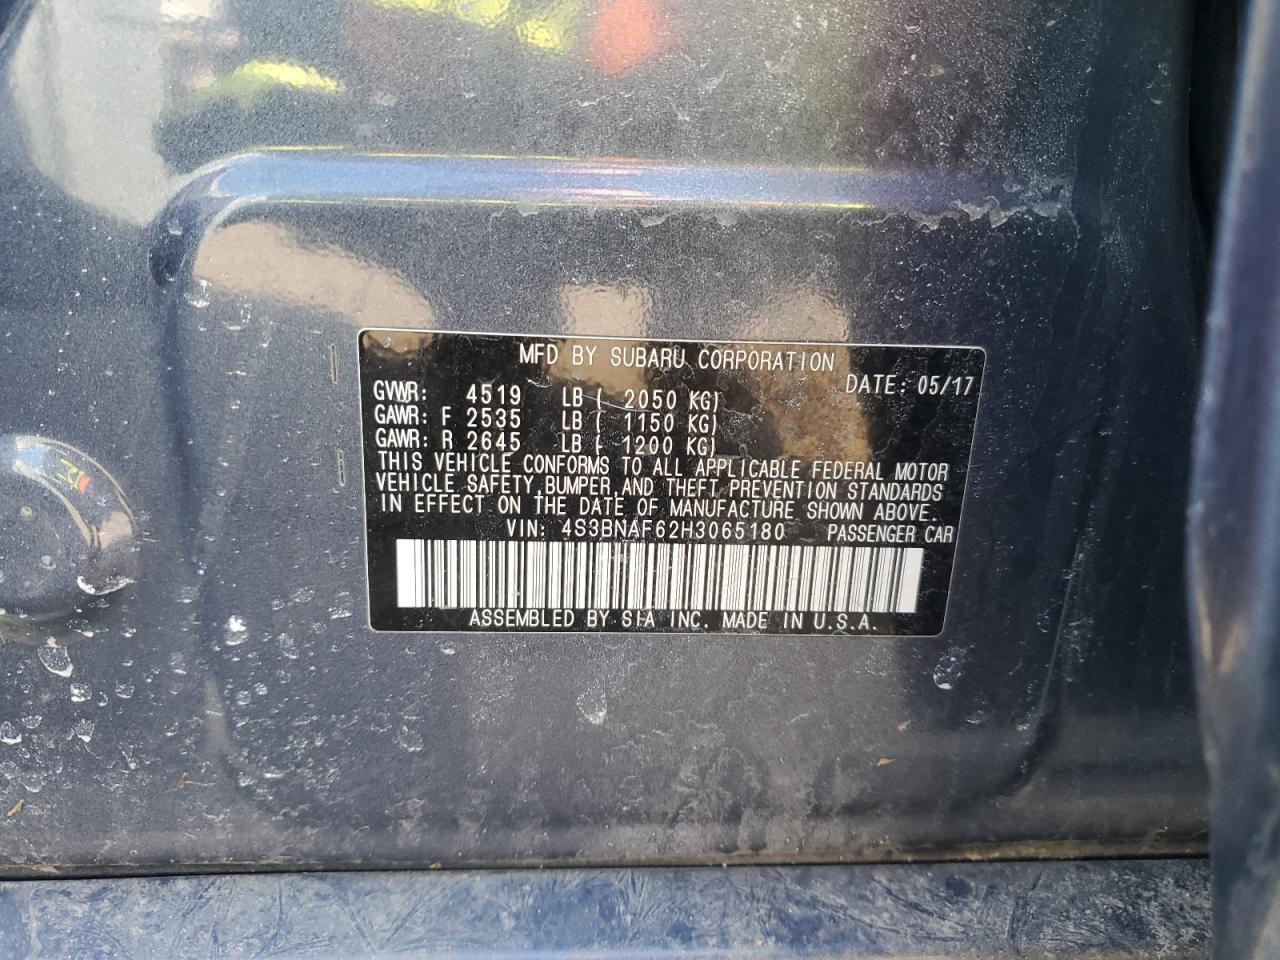 MFD BY SUBARU CORPORATION
DATE: 05/17
GVWR: 4519 LB ( 2050 KG)
GAWR: F 2535 LB ( 1150 KG)
GAWR: R 2645 LB ( 1200 KG)
THIS VEHICLE CONFORMS TO ALL APPLICABLE FEDERAL MOTOR
VEHICLE SAFETY, BUMPER, AND THEFT PREVENTION STANDARDS
IN EFFECT ON THE DATE OF MANUFACTURE SHOWN ABOVE.
VIN: 4S3BNAF62H3065180 PASSENGER CAR
ASSEMBLED BY SIA INC. MADE IN U.S.A.